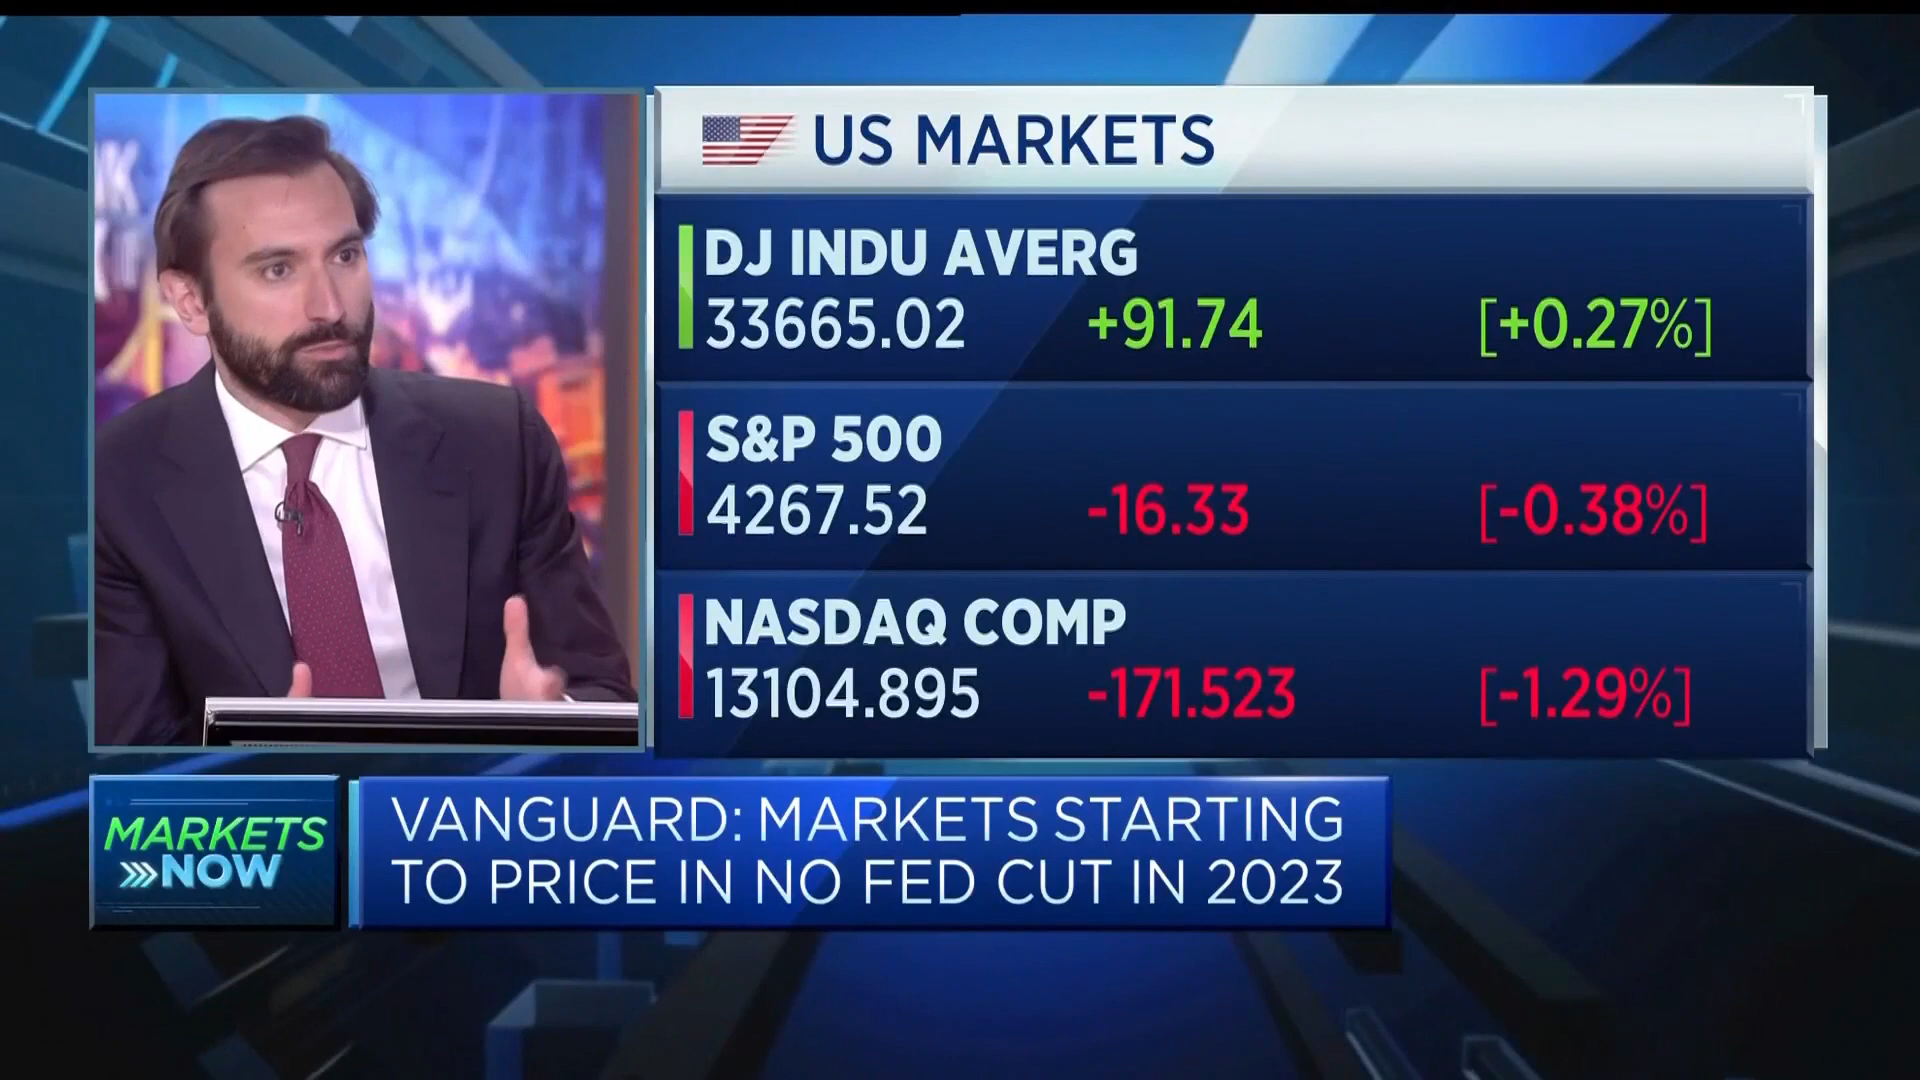 US MARKETS
DJ INDU AVERG
33665.02 +91.74 [+0.27%]
S&P 500
4267.52 -16.33 [-0.38%]
NASDAQ COMP
13104.895 -171.523 [-1.29%]
MARKETS
NOW
VANGUARD: MARKETS STARTING
TO PRICE IN NO FED CUT IN 2023